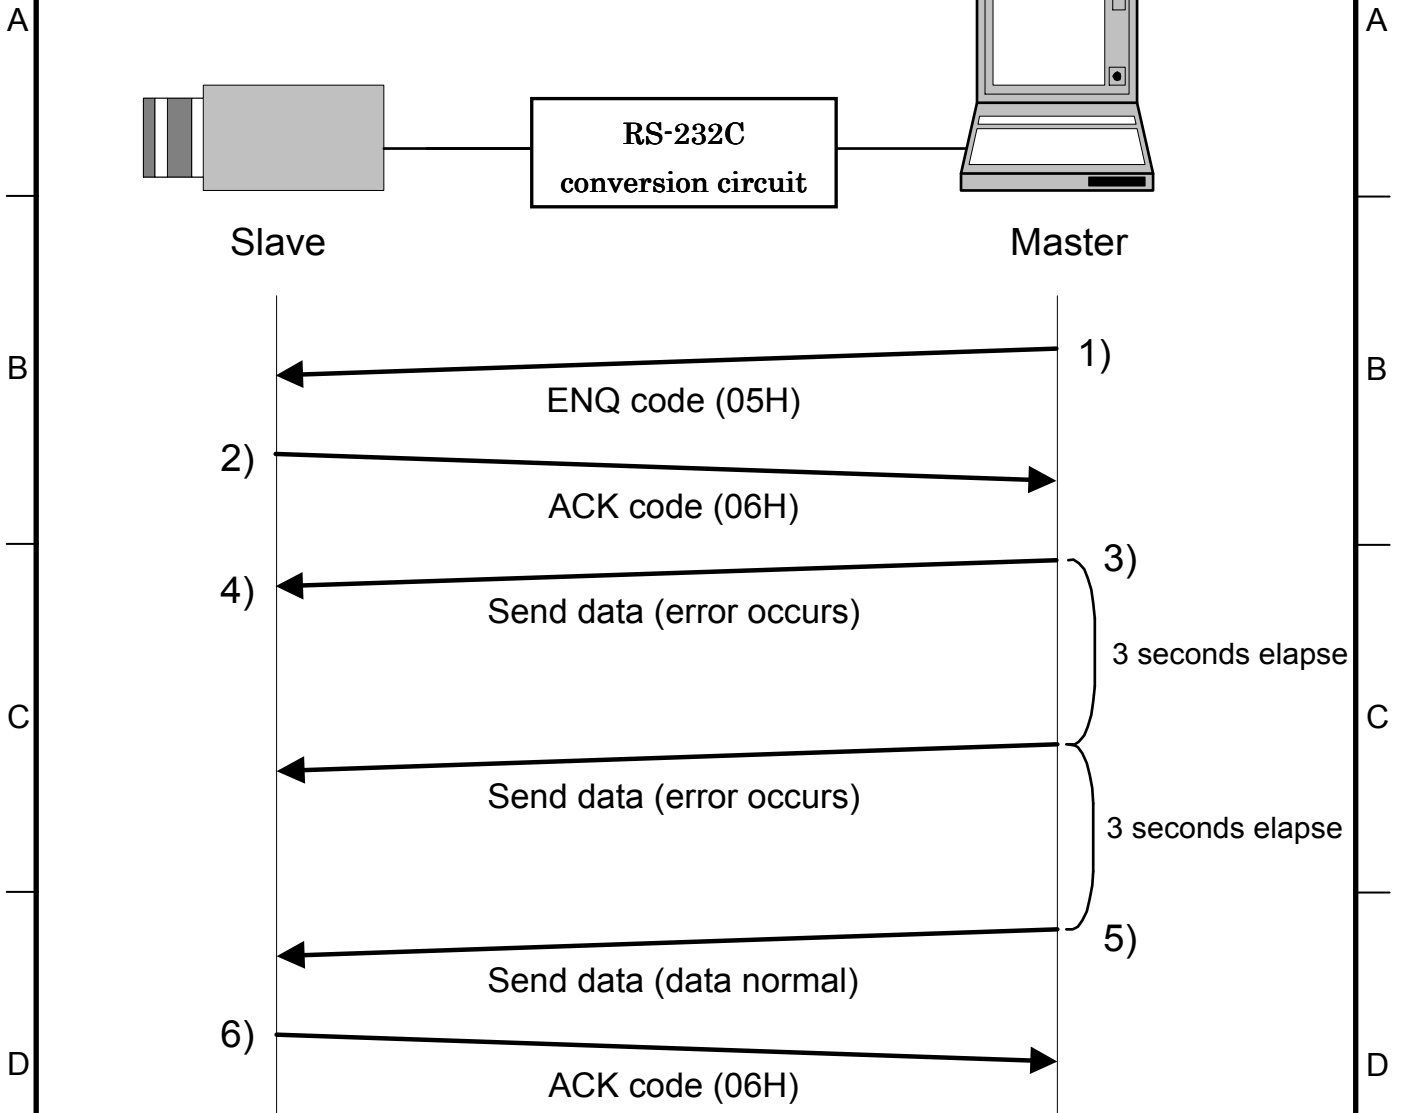 A
A
RS-232C
conversion circuit
Slave
Master
1)
B
B
ENQ code (05H)
2)
ACK code (06H)
3)
4)
Send data (error occurs)
3 seconds elapse
C
C
Send data (error occurs)
3 seconds elapse
5)
Send data (data normal)
6)
D
D
ACK code (06H)